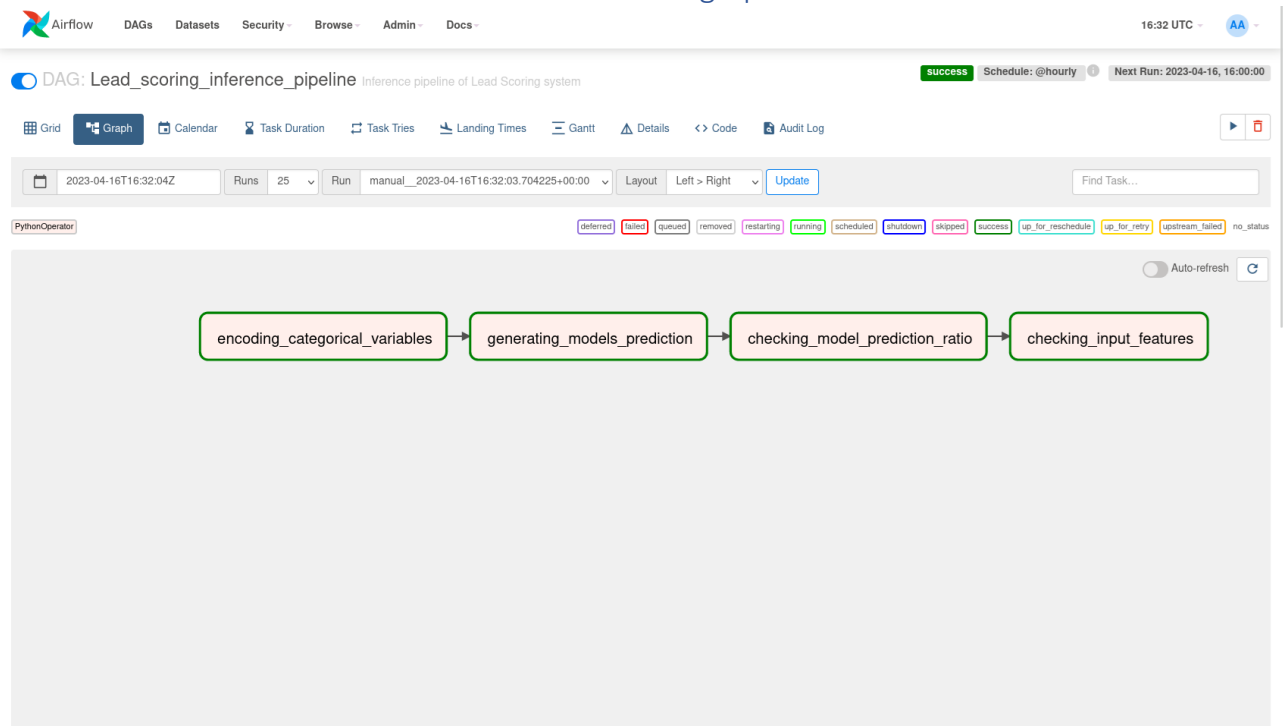 Airflow DAGs Datasets Security Browse Admin Docs 16:32 UTC AA
DAG: Lead_scoring_inference_pipeline Inference pipeline of Lead Scoring system success Schedule: @hourly Next Run: 2023-04-16, 16:00:00
Grid Graph Calendar Task Duration Task Tries Landing Times Gantt Details Code Audit Log
2023-04-16T16:32:04Z Runs 25 Run manual__2023-04-16T16:32:03.704225+00:00 Layout Left > Right Update Find Task...
PythonOperator deferred failed queued removed restarting running scheduled shutdown skipped success up_for_reschedule up_for_retry upstream_failed no_status
Auto-refresh
encoding_categorical_variables generating_models_prediction checking_model_prediction_ratio checking_input_features